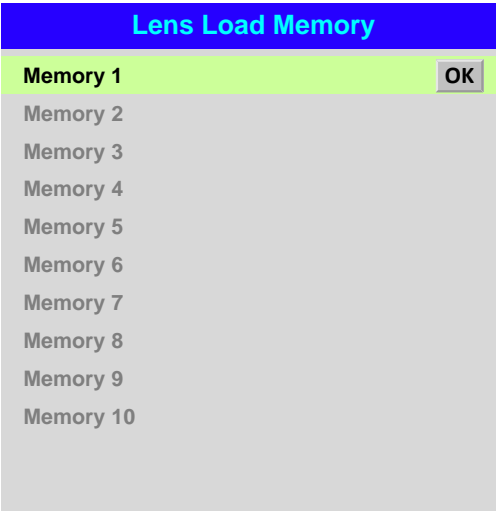 Lens Load Memory
Memory 1 OK
Memory 2
Memory 3
Memory 4
Memory 5
Memory 6
Memory 7
Memory 8
Memory 9
Memory 10